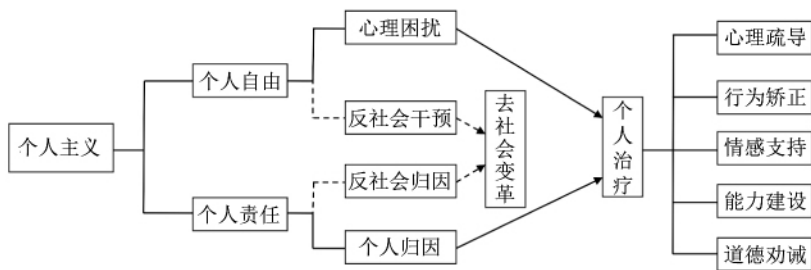 个人主义
个人自由
个人责任
心理困扰
反社会干预
反社会归因
个人归因
去社会变革
个人治疗
心理疏导
行为矫正
情感支持
能力建设
道德劝诫